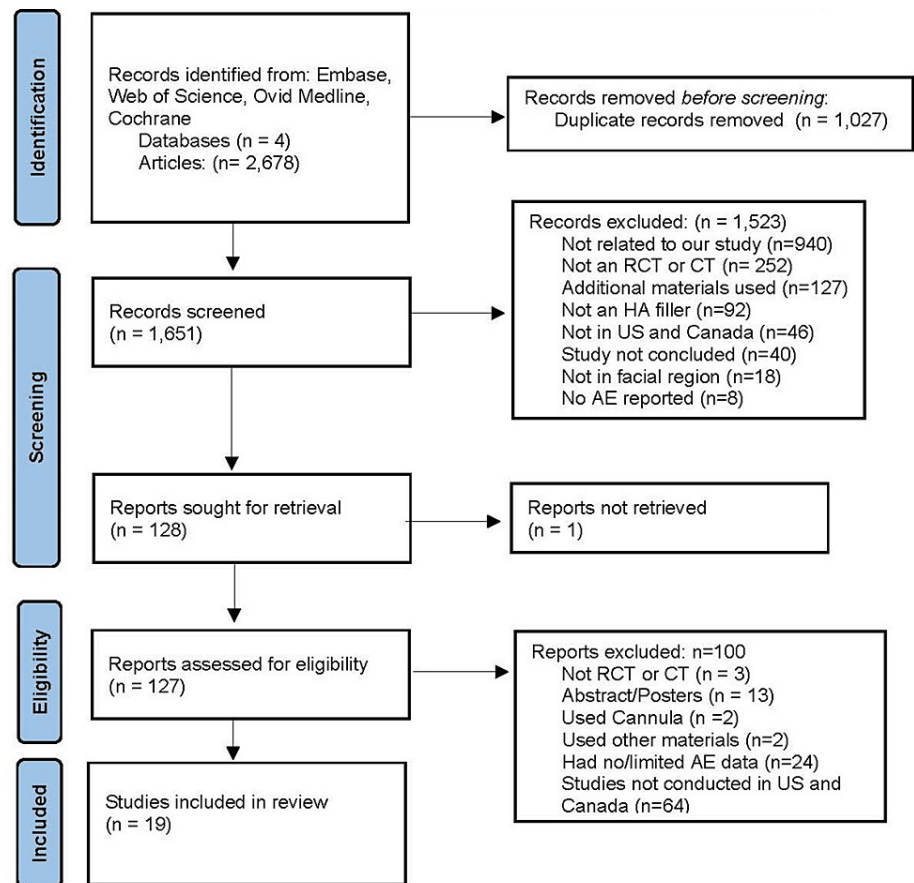 Identification
Records identified from: Embase,
Web of Science, Ovid Medline,
Cochrane
Databases (n = 4)
Articles: (n= 2,678)
Records removed before screening:
Duplicate records removed (n = 1,027)
Screening
Records screened
(n = 1,651)
Records excluded: (n = 1,523)
Not related to our study (n=940)
Not an RCT or CT (n= 252)
Additional materials used (n=127)
Not an HA filler (n=92)
Not in US and Canada (n=46)
Study not concluded (n=40)
Not in facial region (n=18)
No AE reported (n=8)
Reports sought for retrieval
(n = 128)
Reports not retrieved
(n = 1)
Eligibility
Reports assessed for eligibility
(n = 127)
Reports excluded: n=100
Not RCT or CT (n = 3)
Abstract/Posters (n = 13)
Used Cannula (n =2)
Used other materials (n=2)
Had no/limited AE data (n=24)
Studies not conducted in US and
Canada (n=64)
Included
Studies included in review
(n = 19)